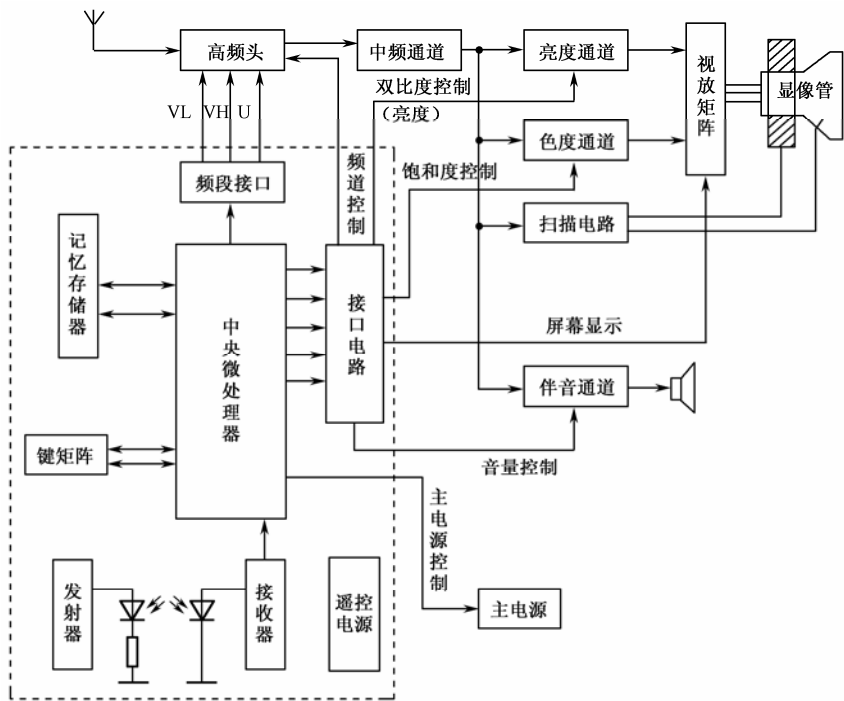 高频头
中频通道
亮度通道
视放矩阵
显像管
双比度控制
(亮度)
VL
VH
U
色度通道
频道控制
饱和度控制
频段接口
扫描电路
记忆存储器
中央微处理器
接口电路
屏幕显示
伴音通道
键矩阵
音量控制
主电源控制
发射器
接收器
遥控
电源
主电源